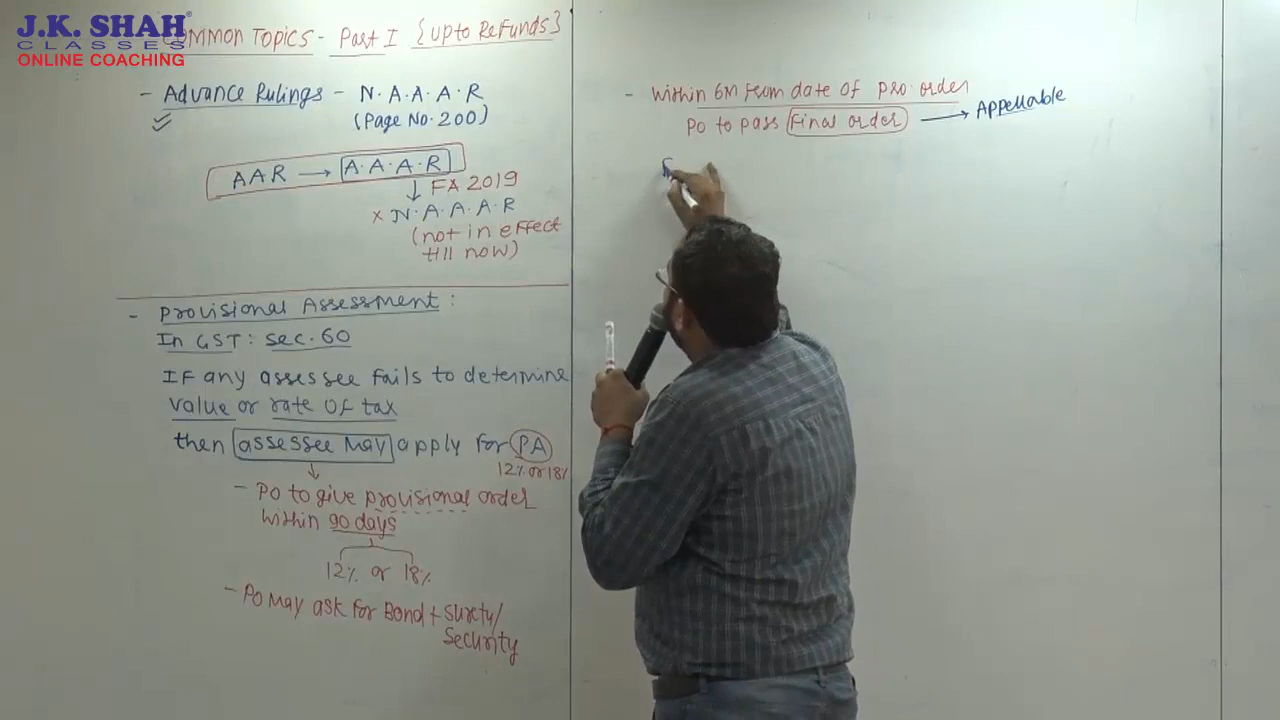 J.K. SHAH®
CLASSES
ONLINE COACHING
COMMON TOPICS - Part I {upto Refunds}
- Advance Rulings - N.A.A.A.R
(Page No. 200)
AAR → A.A.A.R
↓ FA 2019
x N.A.A.A.R
(not in effect
till now)
- Provisional Assessment:
In GST: sec. 60
If any assessee fails to determine
value or rate of tax
then assessee may apply for PA
12% or 18%
- PO to give provisional order
within 90 days
12% or 18%
- PO may ask for Bond + surety/
security
- within 6M from date of pro. order
PO to pass final order → Appellable